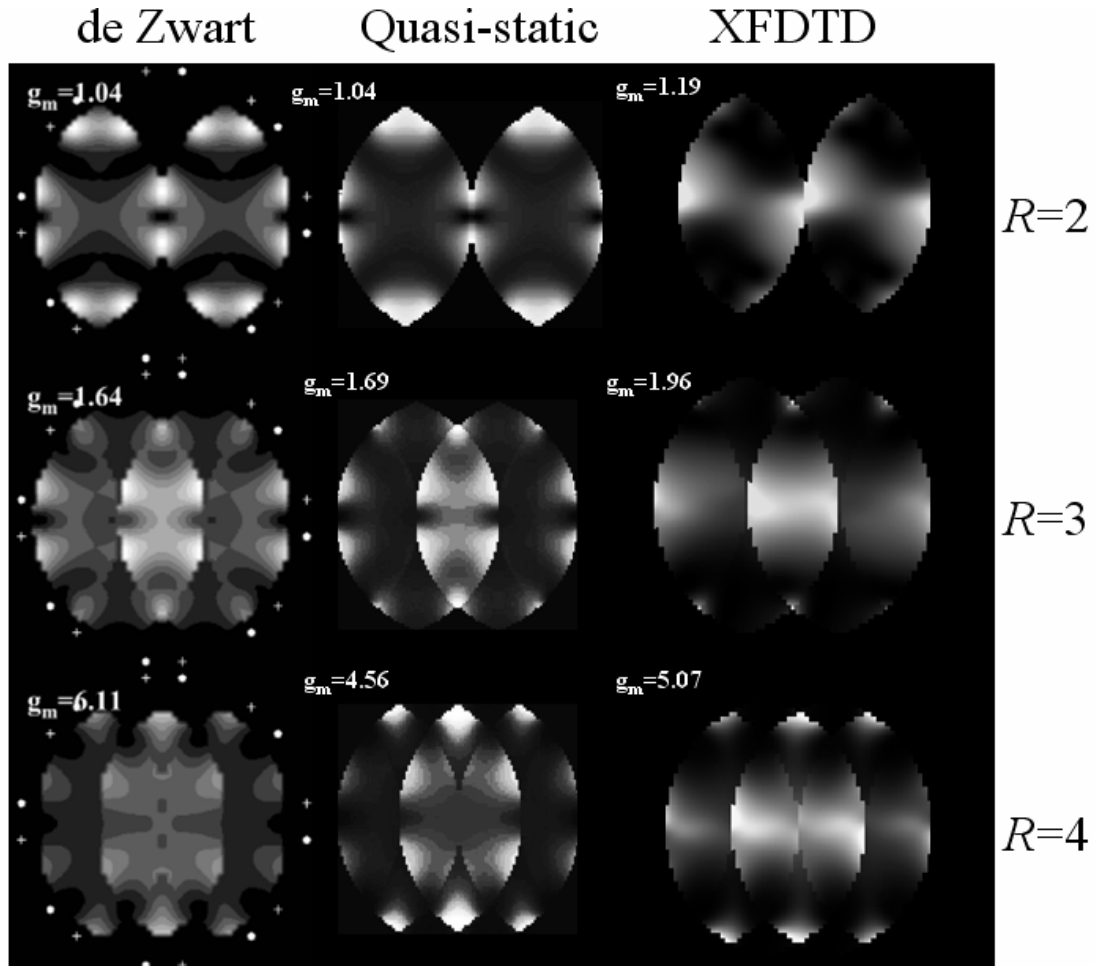 de Zwart Quasi-static XFDTD
gm=1.04 gm=1.04 gm=1.19
R=2
gm=1.64 gm=1.69 gm=1.96
R=3
gm=6.11 gm=4.56 gm=5.07
R=4